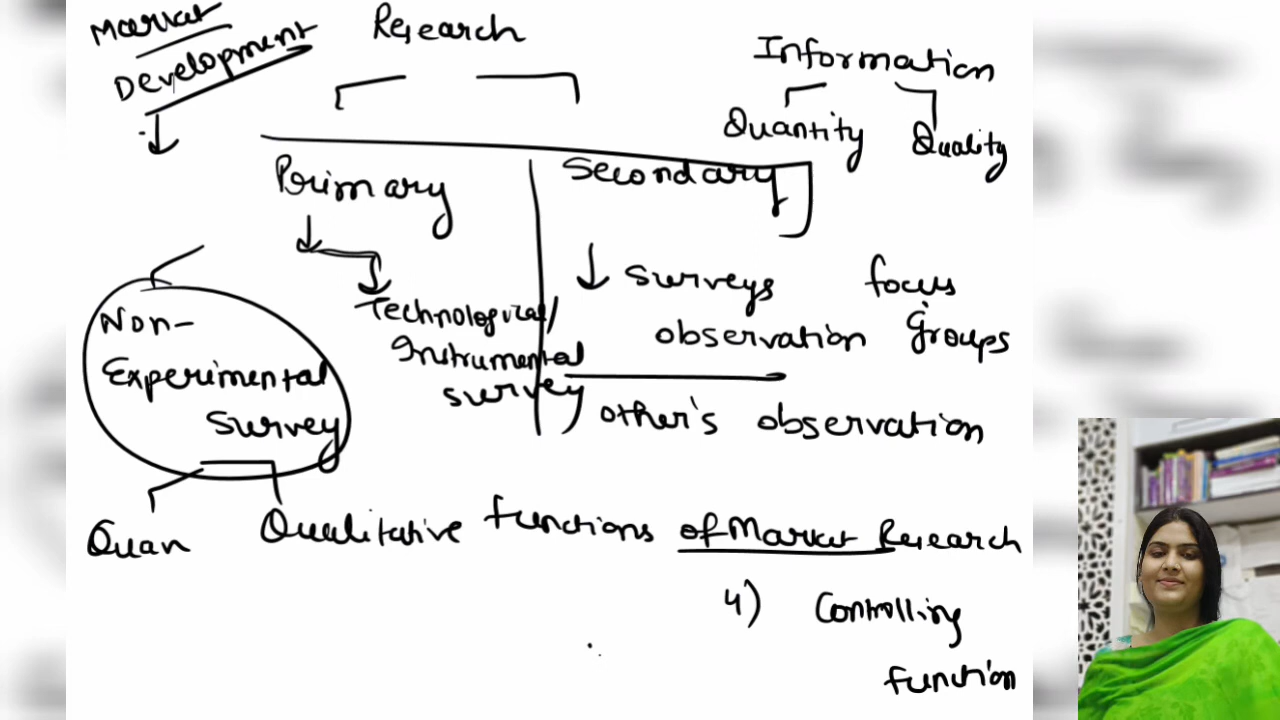 Market
Development
Research
Information
Quantity
Quality
Primary
Secondary
Technological/
Instrumental
survey
Surveys
focus
groups
observation
other's observation
Non-
Experimental
Survey
Quan
Qualitative
functions of Market Research
4) Controlling
function